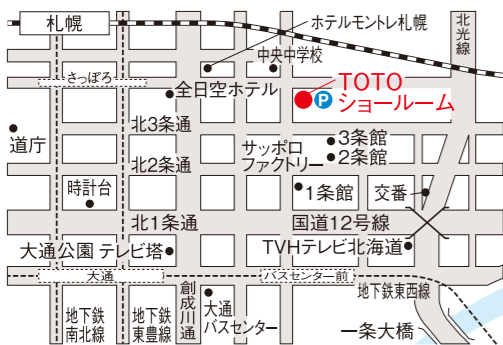 札幌
ホテルモントレ札幌
北光線
中央中学校
さっぽろ
全日空ホテル
TOTO
ショールーム
P
北3条通
道庁
サッポロ
ファクトリー
3条館
2条館
北2条通
時計台
1条館
交番
北1条通
国道12号線
大通公園 テレビ塔
TVHテレビ北海道
大通
バスセンター前
地下鉄東西線
地下鉄
南北線
地下鉄
東豊線
創成川通
大通
バスセンター
一条大橋